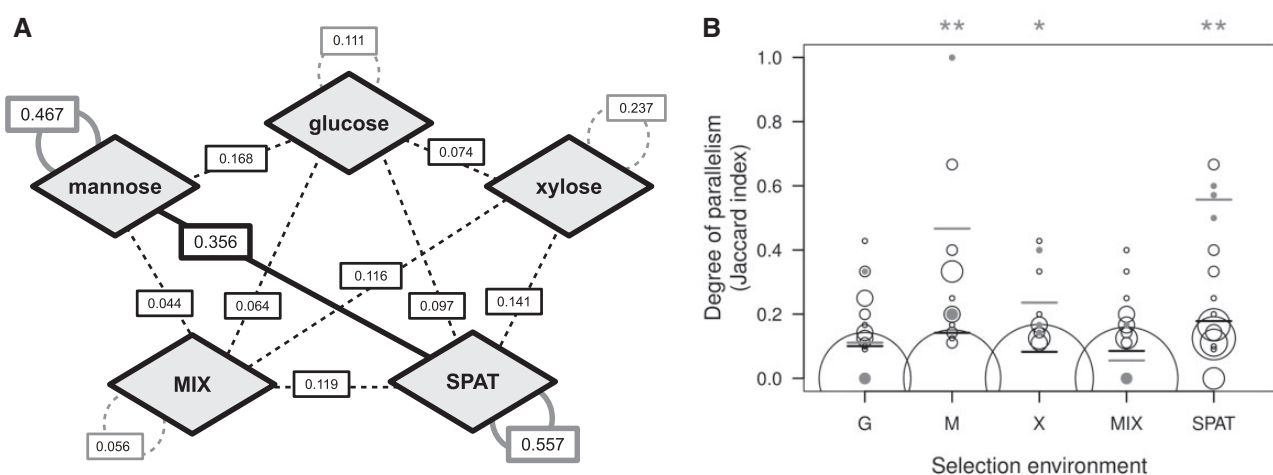 A
0.111
0.467
glucose
0.237
0.168
0.074
mannose
xylose
0.356
0.116
0.044
0.064
0.097
0.141
MIX
0.119
SPAT
0.056
0.557
B
** * **
Degree of parallelism
(Jaccard index)
1.0
0.8
0.6
0.4
0.2
0.0
G M X MIX SPAT
Selection environment